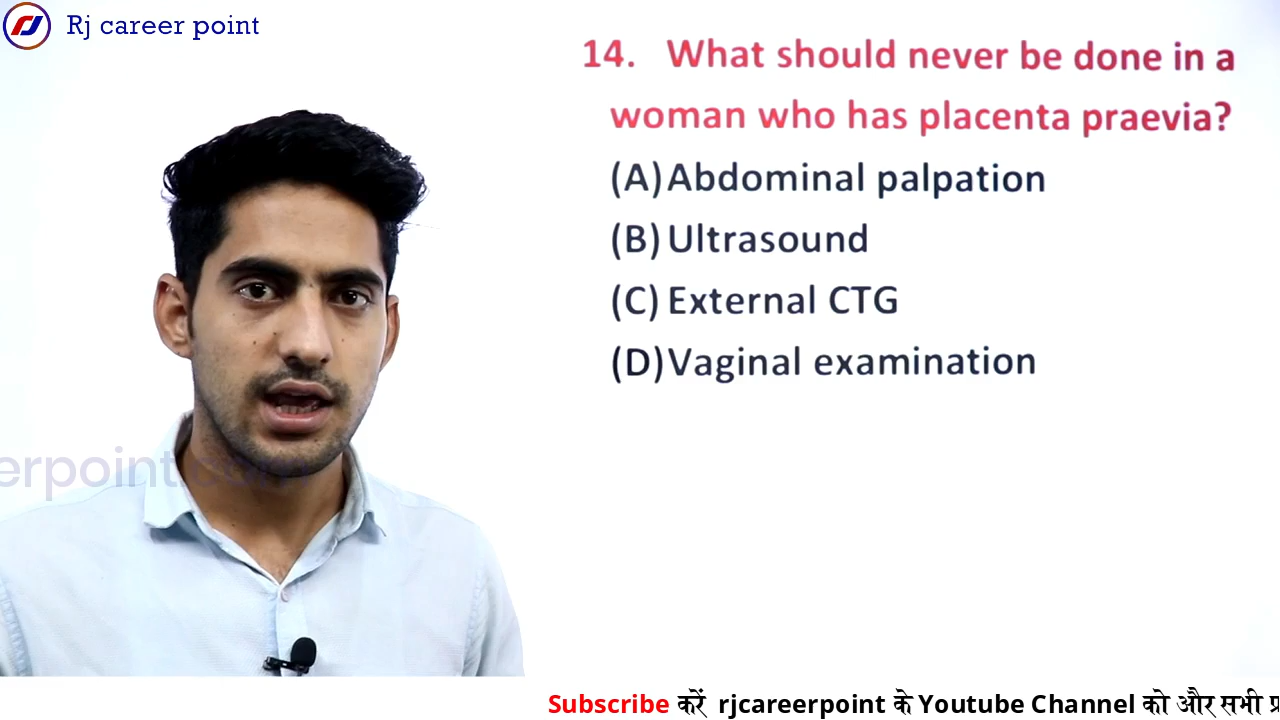 Rj career point
14. What should never be done in a
woman who has placenta praevia?
(A) Abdominal palpation
(B) Ultrasound
(C) External CTG
(D) Vaginal examination
erpoint.com
Subscribe करें rjcareerpoint के Youtube Channel को और सभी प्र